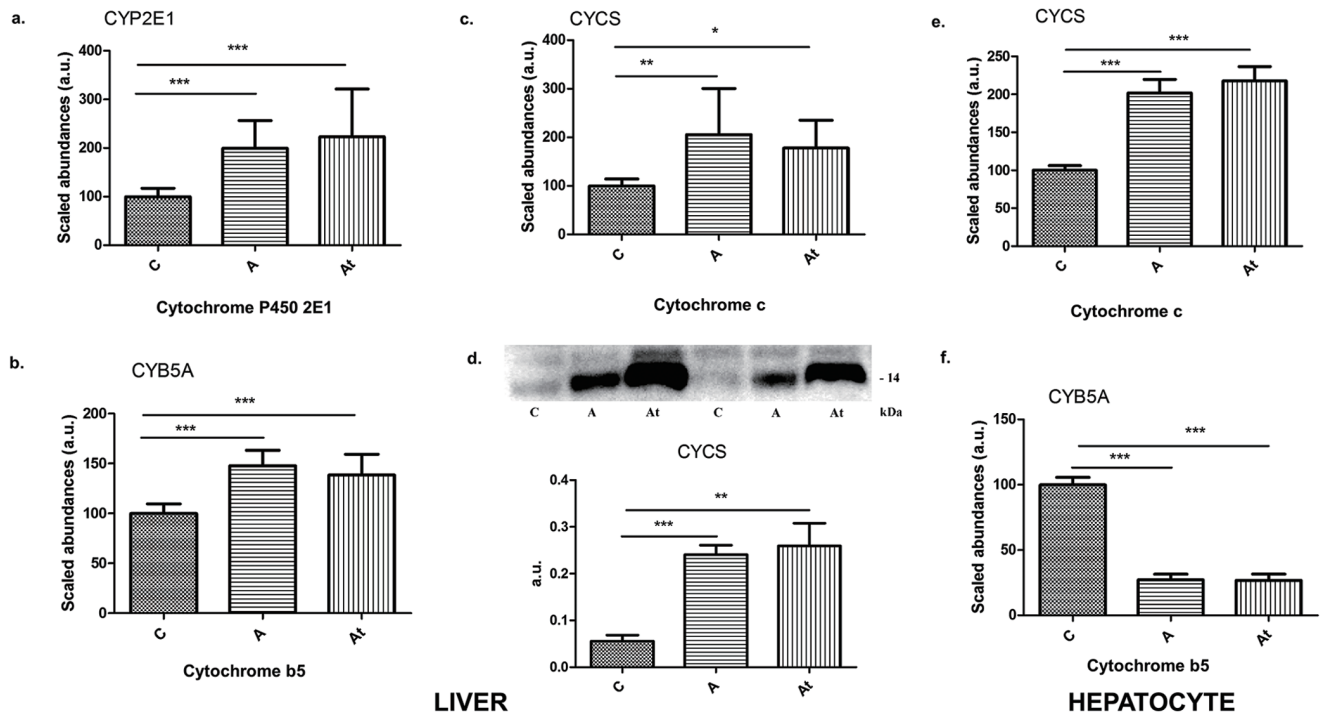 a.
CYP2E1
Scaled abundances (a.u.)
400
300
200
100
0
***
***
C
A
At
Cytochrome P450 2E1
b.
CYB5A
Scaled abundances (a.u.)
200
150
100
50
0
***
***
C
A
At
Cytochrome b5
c.
CYCS
Scaled abundances (a.u.)
400
300
200
100
0
*
**
C
A
At
Cytochrome c
d.
- 14
C A At C A At kDa
CYCS
a.u.
0.4
0.3
0.2
0.1
0.0
**
***
C
A
At
LIVER
e.
CYCS
Scaled abundances (a.u.)
250
200
150
100
50
0
***
***
C
A
At
Cytochrome c
f.
CYB5A
Scaled abundances (a.u.)
150
100
50
0
***
***
C
A
At
Cytochrome b5
HEPATOCYTE